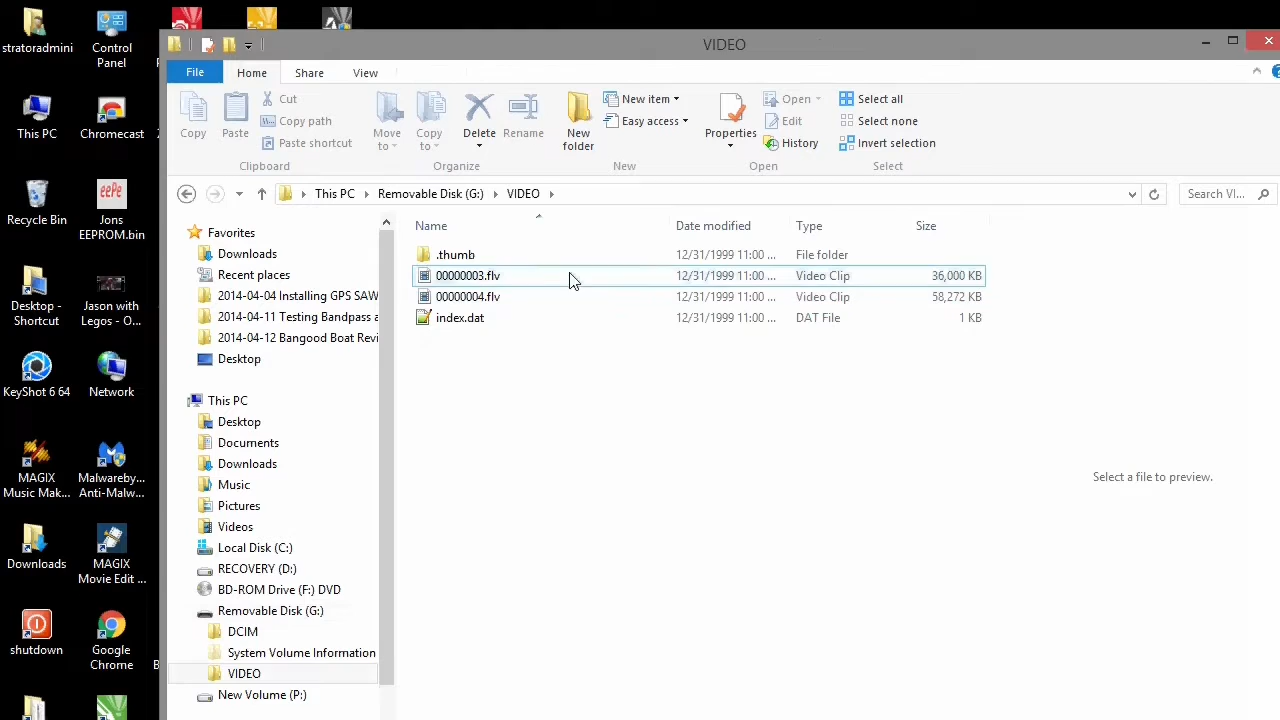 stratoradmini
Control
Panel
This PC
Chromecast
Recycle Bin
eePe
Jons
EEPROM.bin
Desktop -
Shortcut
Jason with
Legos - O...
KeyShot 6 64
Network
MAGIX
Music Mak...
Malwareby...
Anti-Malw...
Downloads
MAGIX
Movie Edit ...
shutdown
Google
Chrome
VIDEO
File
Home
Share
View
Copy
Paste
Cut
Copy path
Paste shortcut
Clipboard
Move
to
Copy
to
Delete
Rename
Organize
New
folder
New item
Easy access
New
Properties
Open
Edit
History
Open
Select all
Select none
Invert selection
Select
This PC
Removable Disk (G:)
VIDEO
Search VI...
Favorites
Downloads
Recent places
2014-04-04 Installing GPS SAW
2014-04-11 Testing Bandpass a
2014-04-12 Bangood Boat Revi
Desktop
This PC
Desktop
Documents
Downloads
Music
Pictures
Videos
Local Disk (C:)
RECOVERY (D:)
BD-ROM Drive (F:) DVD
Removable Disk (G:)
DCIM
System Volume Information
VIDEO
New Volume (P:)
Name Date modified Type Size
.thumb 12/31/1999 11:00 ... File folder
00000003.flv 12/31/1999 11:00 ... Video Clip 36,000 KB
00000004.flv 12/31/1999 11:00 ... Video Clip 58,272 KB
index.dat 12/31/1999 11:00 ... DAT File 1 KB
Select a file to preview.